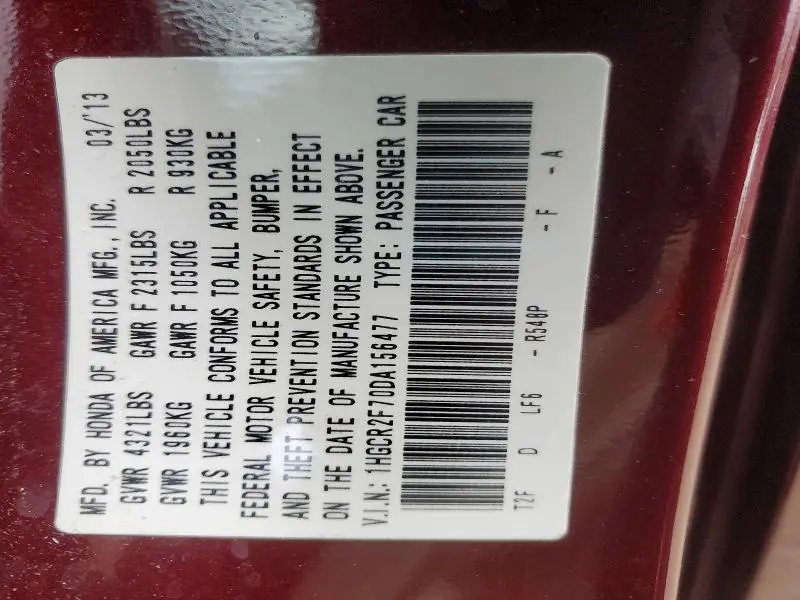 MFD. BY HONDA OF AMERICA MFG., INC. 03/'13
GVWR 4321LBS GAWR F 2315LBS R 2050LBS
GVWR 1960KG GAWR F 1050KG R 930KG
THIS VEHICLE CONFORMS TO ALL APPLICABLE
FEDERAL MOTOR VEHICLE SAFETY, BUMPER,
AND THEFT PREVENTION STANDARDS IN EFFECT
ON THE DATE OF MANUFACTURE SHOWN ABOVE.
V.I.N.: 1HGCR2F70DA156477 TYPE: PASSENGER CAR
T2F D LF6 - R548P - F - A